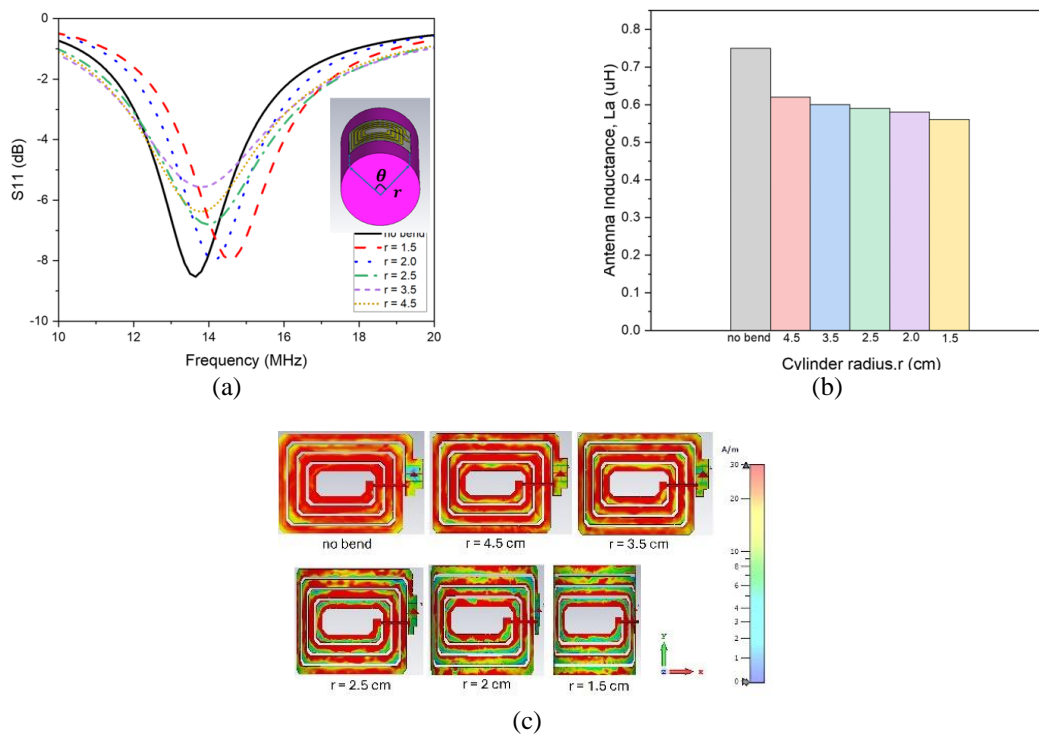 0
-2
-4
-6
-8
-10
S11 (dB)
10
12
14
16
18
20
Frequency (MHz)
θ
r
no bend
r = 1.5
r = 2.0
r = 2.5
r = 3.5
r = 4.5
(a)
0.8
0.7
0.6
0.5
0.4
0.3
0.2
0.1
0.0
Antenna Inductance, La (uH)
no bend
4.5
3.5
2.5
2.0
1.5
Cylinder radius,r (cm)
(b)
no bend
r = 4.5 cm
r = 3.5 cm
r = 2.5 cm
r = 2 cm
r = 1.5 cm
Y
X
A/m
30
20
10
8
6
4
3
2
1
0
(c)